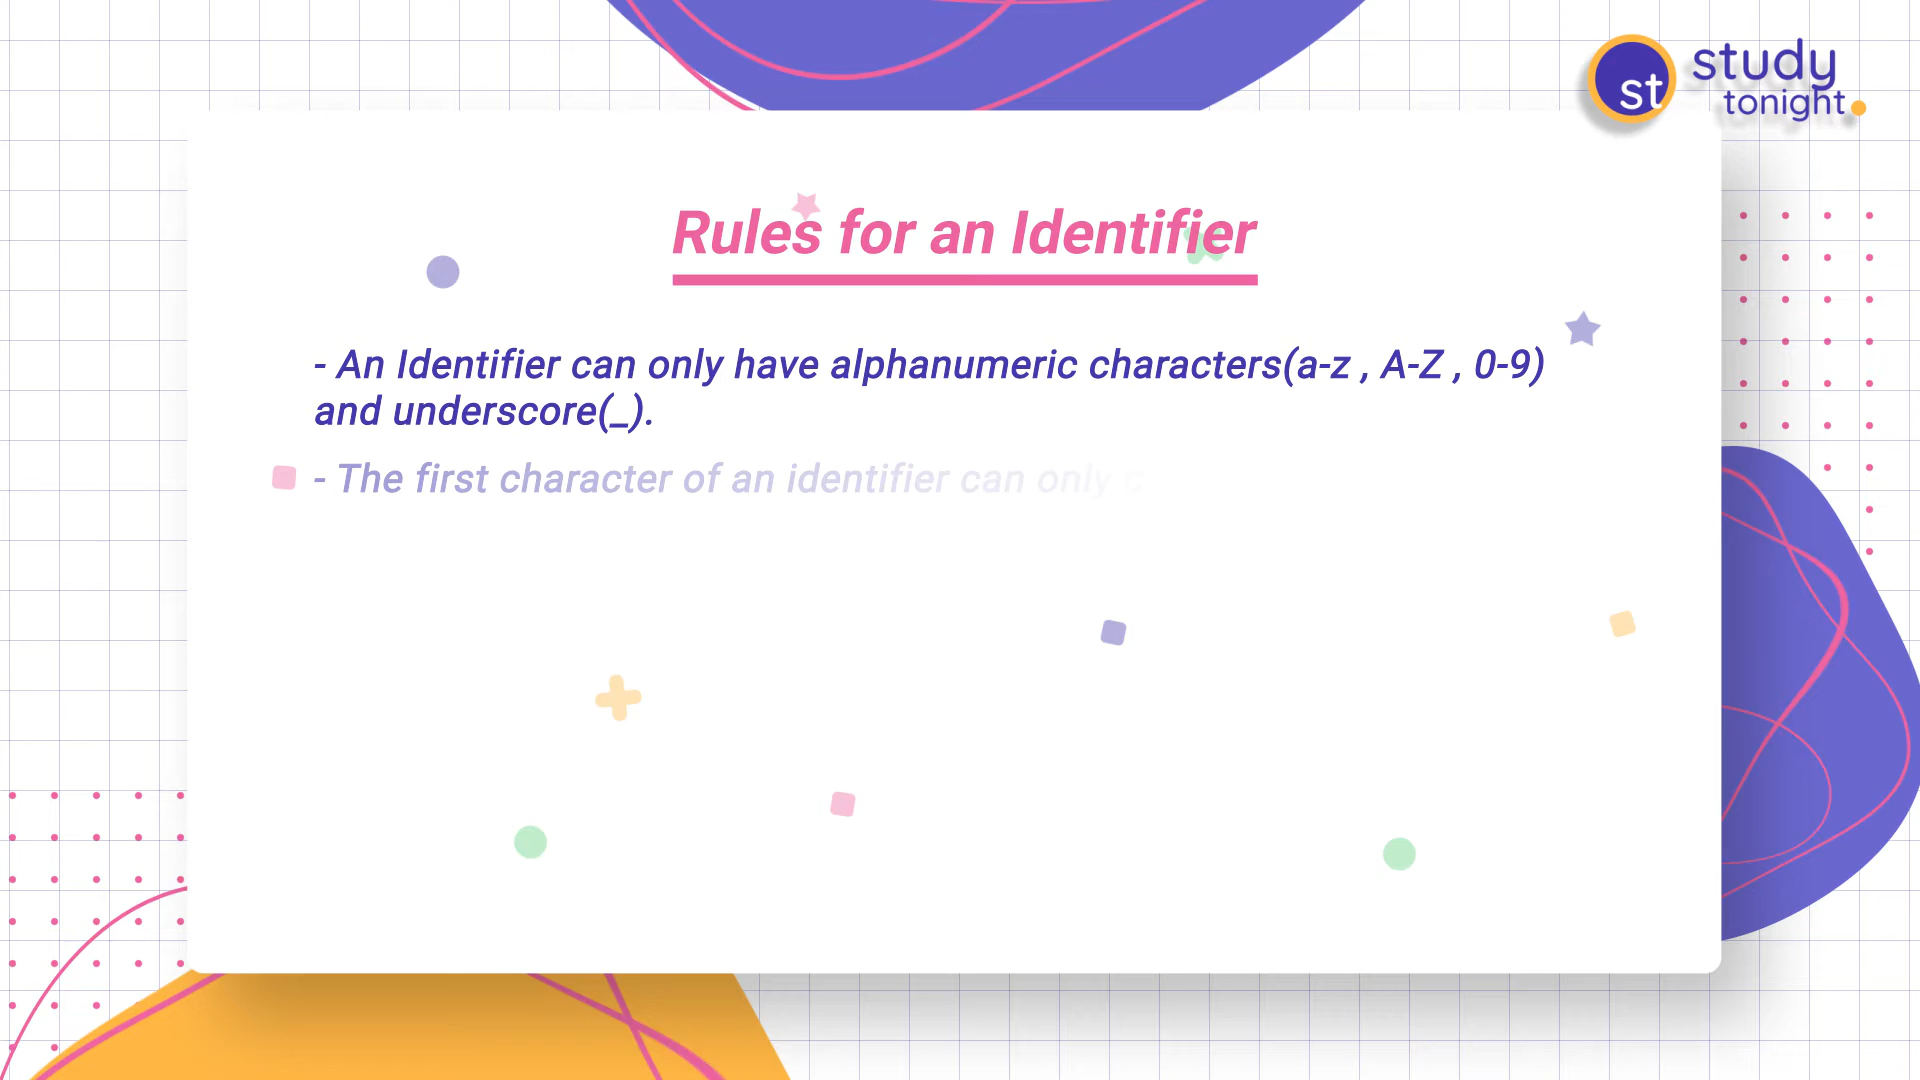 st
study
tonight
Rules for an Identifier
- An Identifier can only have alphanumeric characters(a-z , A-Z , 0-9)
and underscore(_).
- The first character of an identifier can only